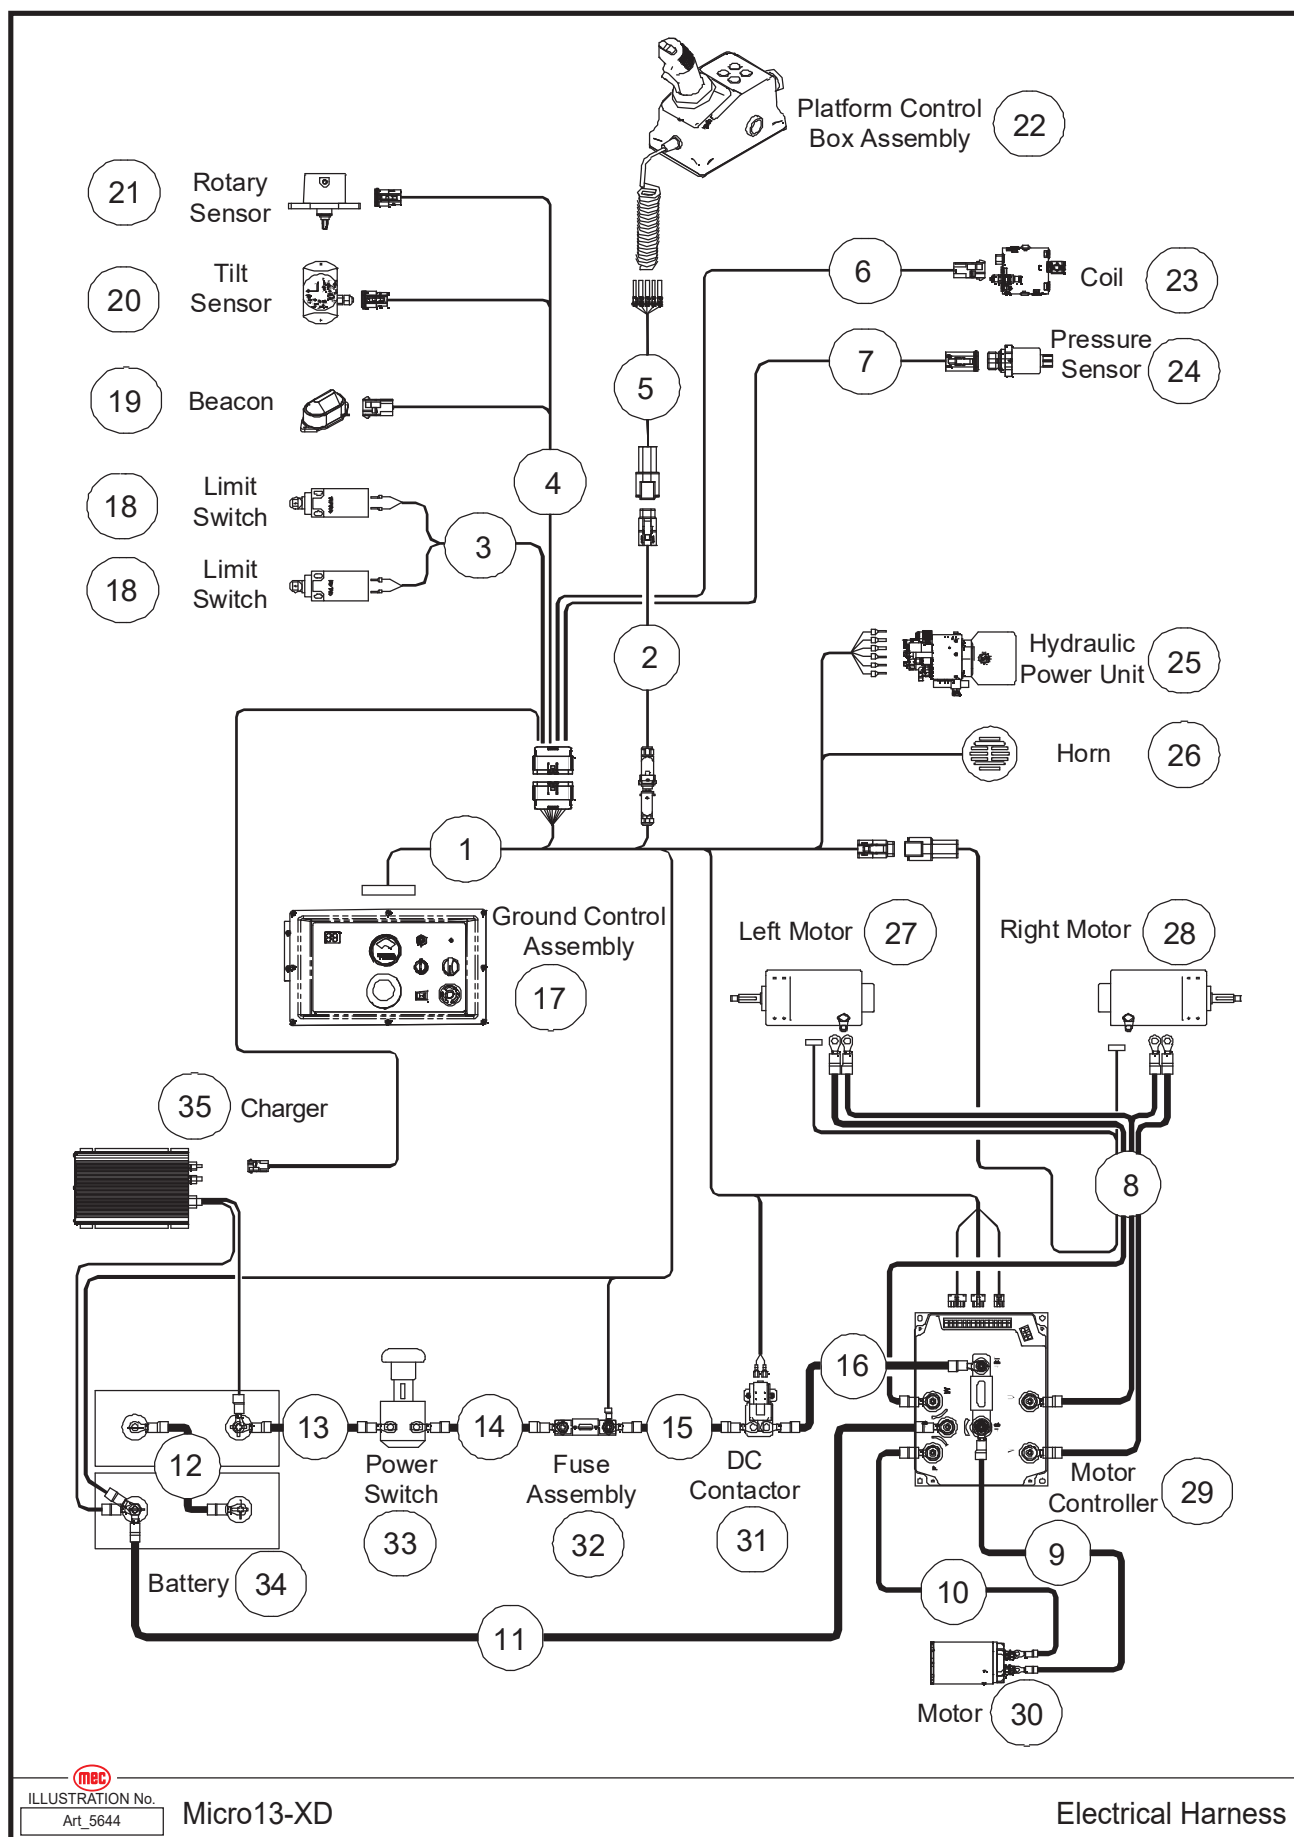 Platform Control
Box Assembly
22
21
Rotary
Sensor
20
Tilt
Sensor
6
Coil
23
7
Pressure
Sensor
24
19
Beacon
5
4
18
Limit
Switch
3
18
Limit
Switch
2
Hydraulic
Power Unit
25
Horn
26
1
Ground Control
Assembly
17
Left Motor
27
Right Motor
28
35
Charger
8
16
13
14
15
12
Power
Switch
33
Fuse
Assembly
32
DC
Contactor
31
Motor
Controller
29
9
Battery
34
10
11
Motor
30
mec
ILLUSTRATION No.
Art_5644
Micro13-XD
Electrical Harness